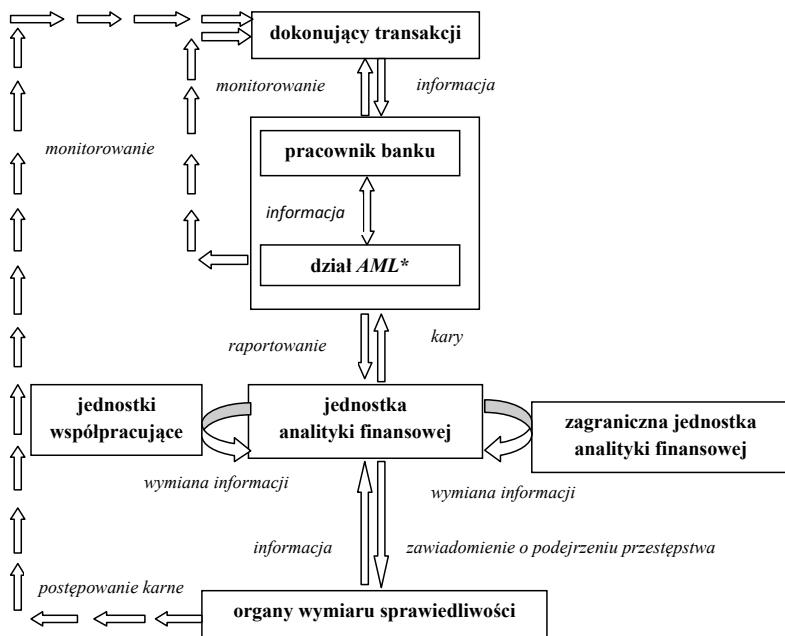 dokonujący transakcji
monitorowanie
informacja
monitorowanie
pracownik banku
informacja
dział AML*
raportowanie
kary
jednostki
współpracujące
jednostka
analityki finansowej
zagraniczna jednostka
analityki finansowej
wymiana informacji
wymiana informacji
informacja
zawiadomienie o podejrzeniu przestępstwa
postępowanie karne
organy wymiaru sprawiedliwości